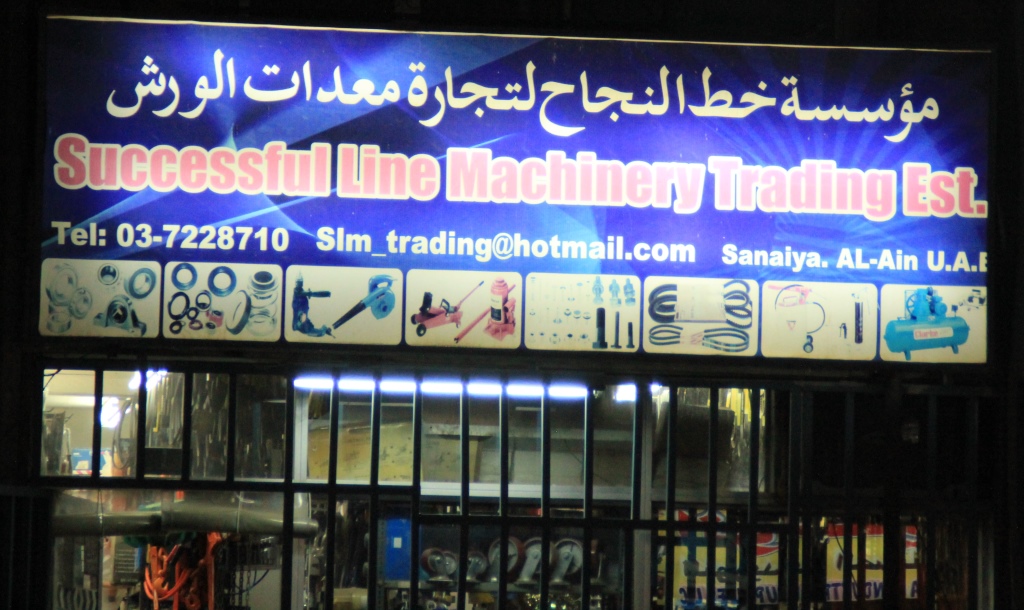 مؤسسة خط النجاح لتجارة معدات الورش
Successful Line Machinery Trading Est.
Tel: 03-7228710 Slm_trading@hotmail.com Sanaiya. AL-Ain U.A.E
Clarke